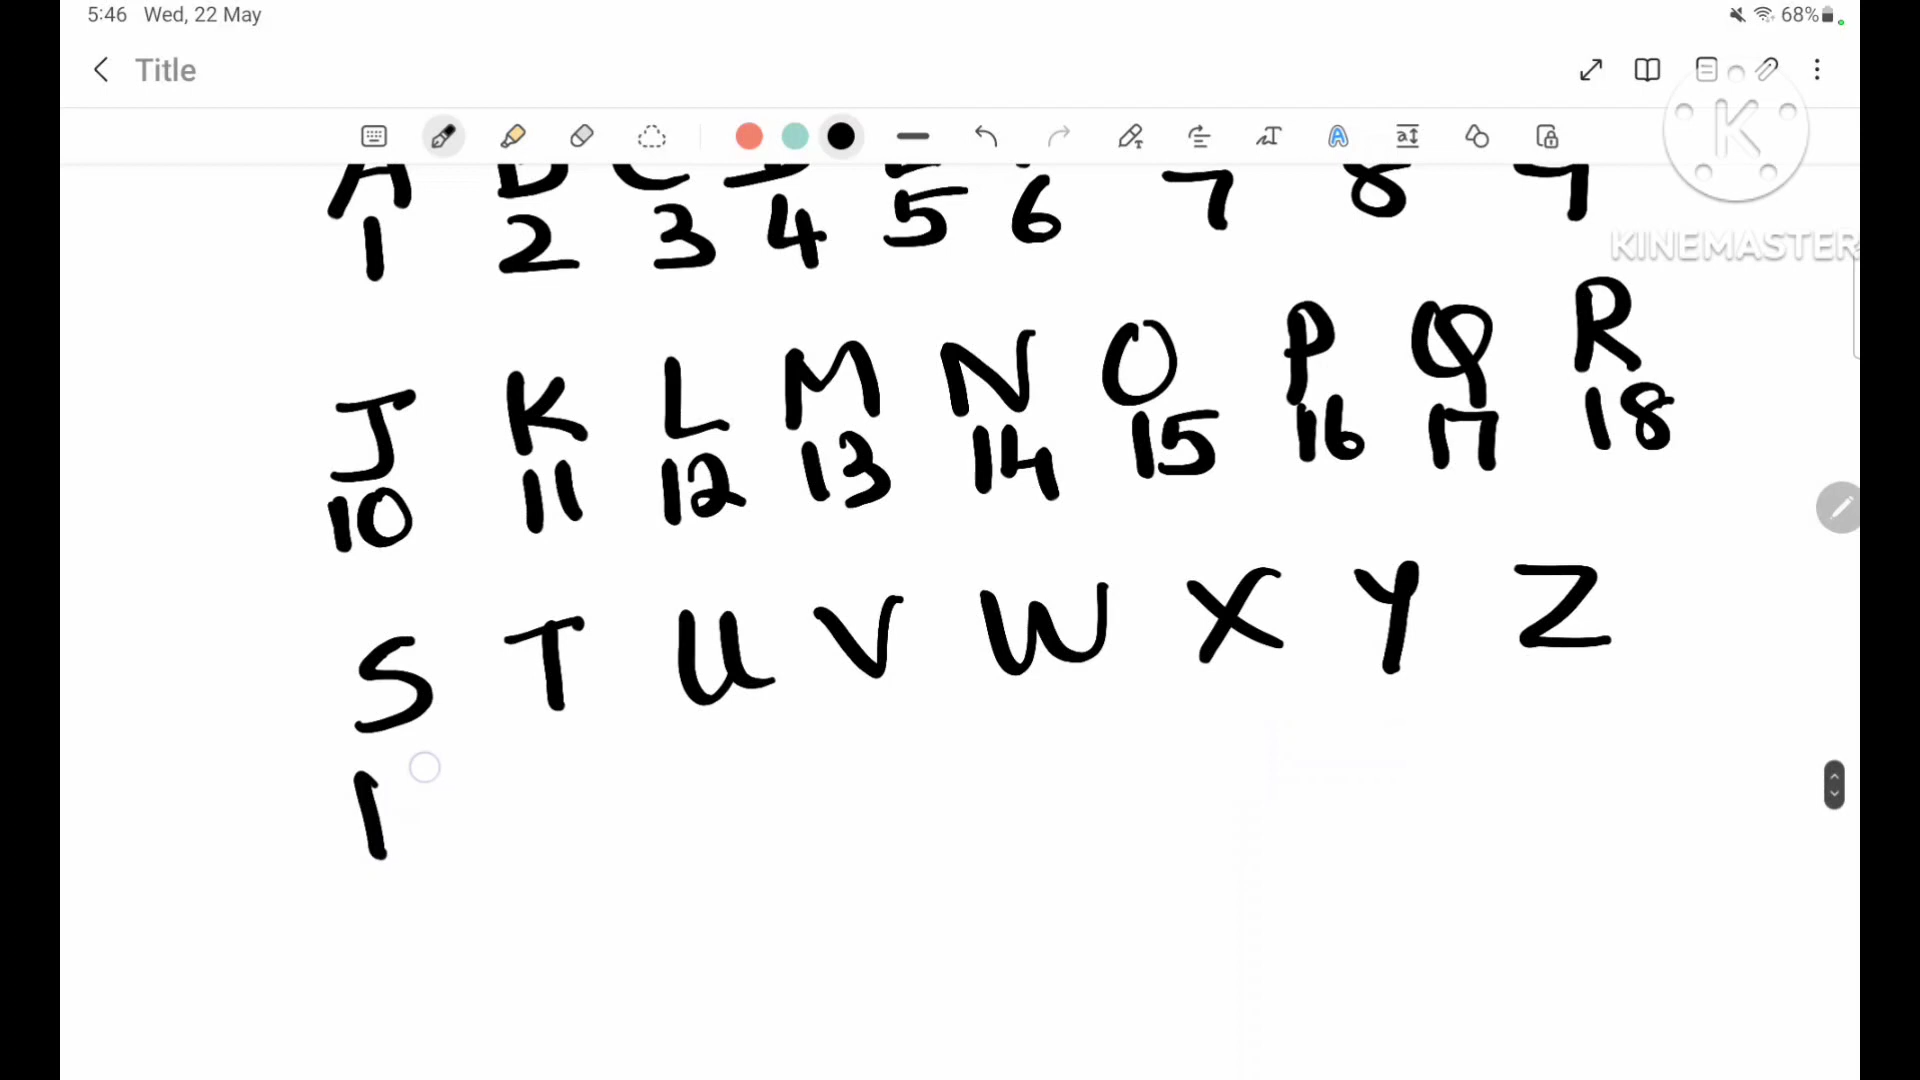 5:46 Wed, 22 May 68%
Title
KINEMASTER
A
1 2 3 4 5 6 7 8 9
J K L M N O P Q R
10 11 12 13 14 15 16 17 18
S T U V W X Y Z
1